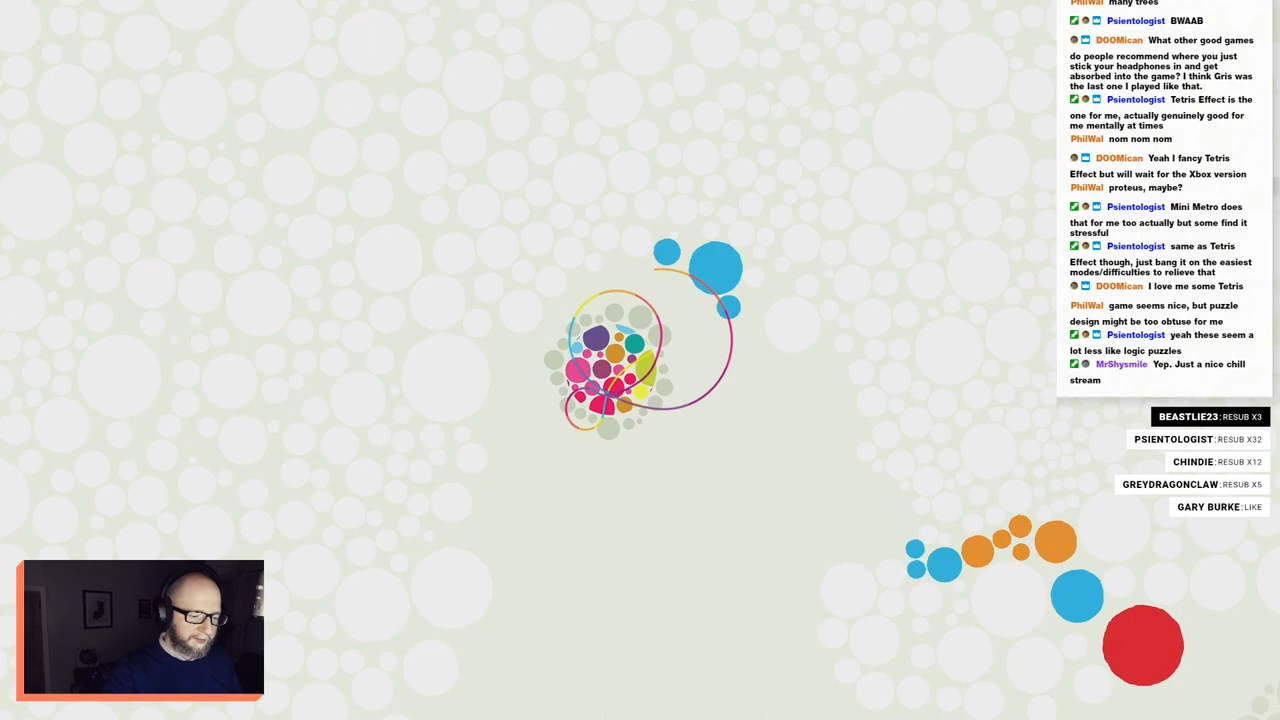 PhilWal many trees
Psientologist BWAAB
DOOMican What other good games
do people recommend where you just
stick your headphones in and get
absorbed into the game? I think Gris was
the last one I played like that.
Psientologist Tetris Effect is the
one for me, actually genuinely good for
me mentally at times
PhilWal nom nom nom
DOOMican Yeah I fancy Tetris
Effect but will wait for the Xbox version
PhilWal proteus, maybe?
Psientologist Mini Metro does
that for me too actually but some find it
stressful
Psientologist same as Tetris
Effect though, just bang it on the easiest
modes/difficulties to relieve that
DOOMican I love me some Tetris
PhilWal game seems nice, but puzzle
design might be too obtuse for me
Psientologist yeah these seem a
lot less like logic puzzles
MrShysmile Yep. Just a nice chill
stream
BEASTLIE23:RESUB X3
PSIENTOLOGIST:RESUB X32
CHINDIE:RESUB X12
GREYDRAGONCLAW:RESUB X5
GARY BURKE:LIKE